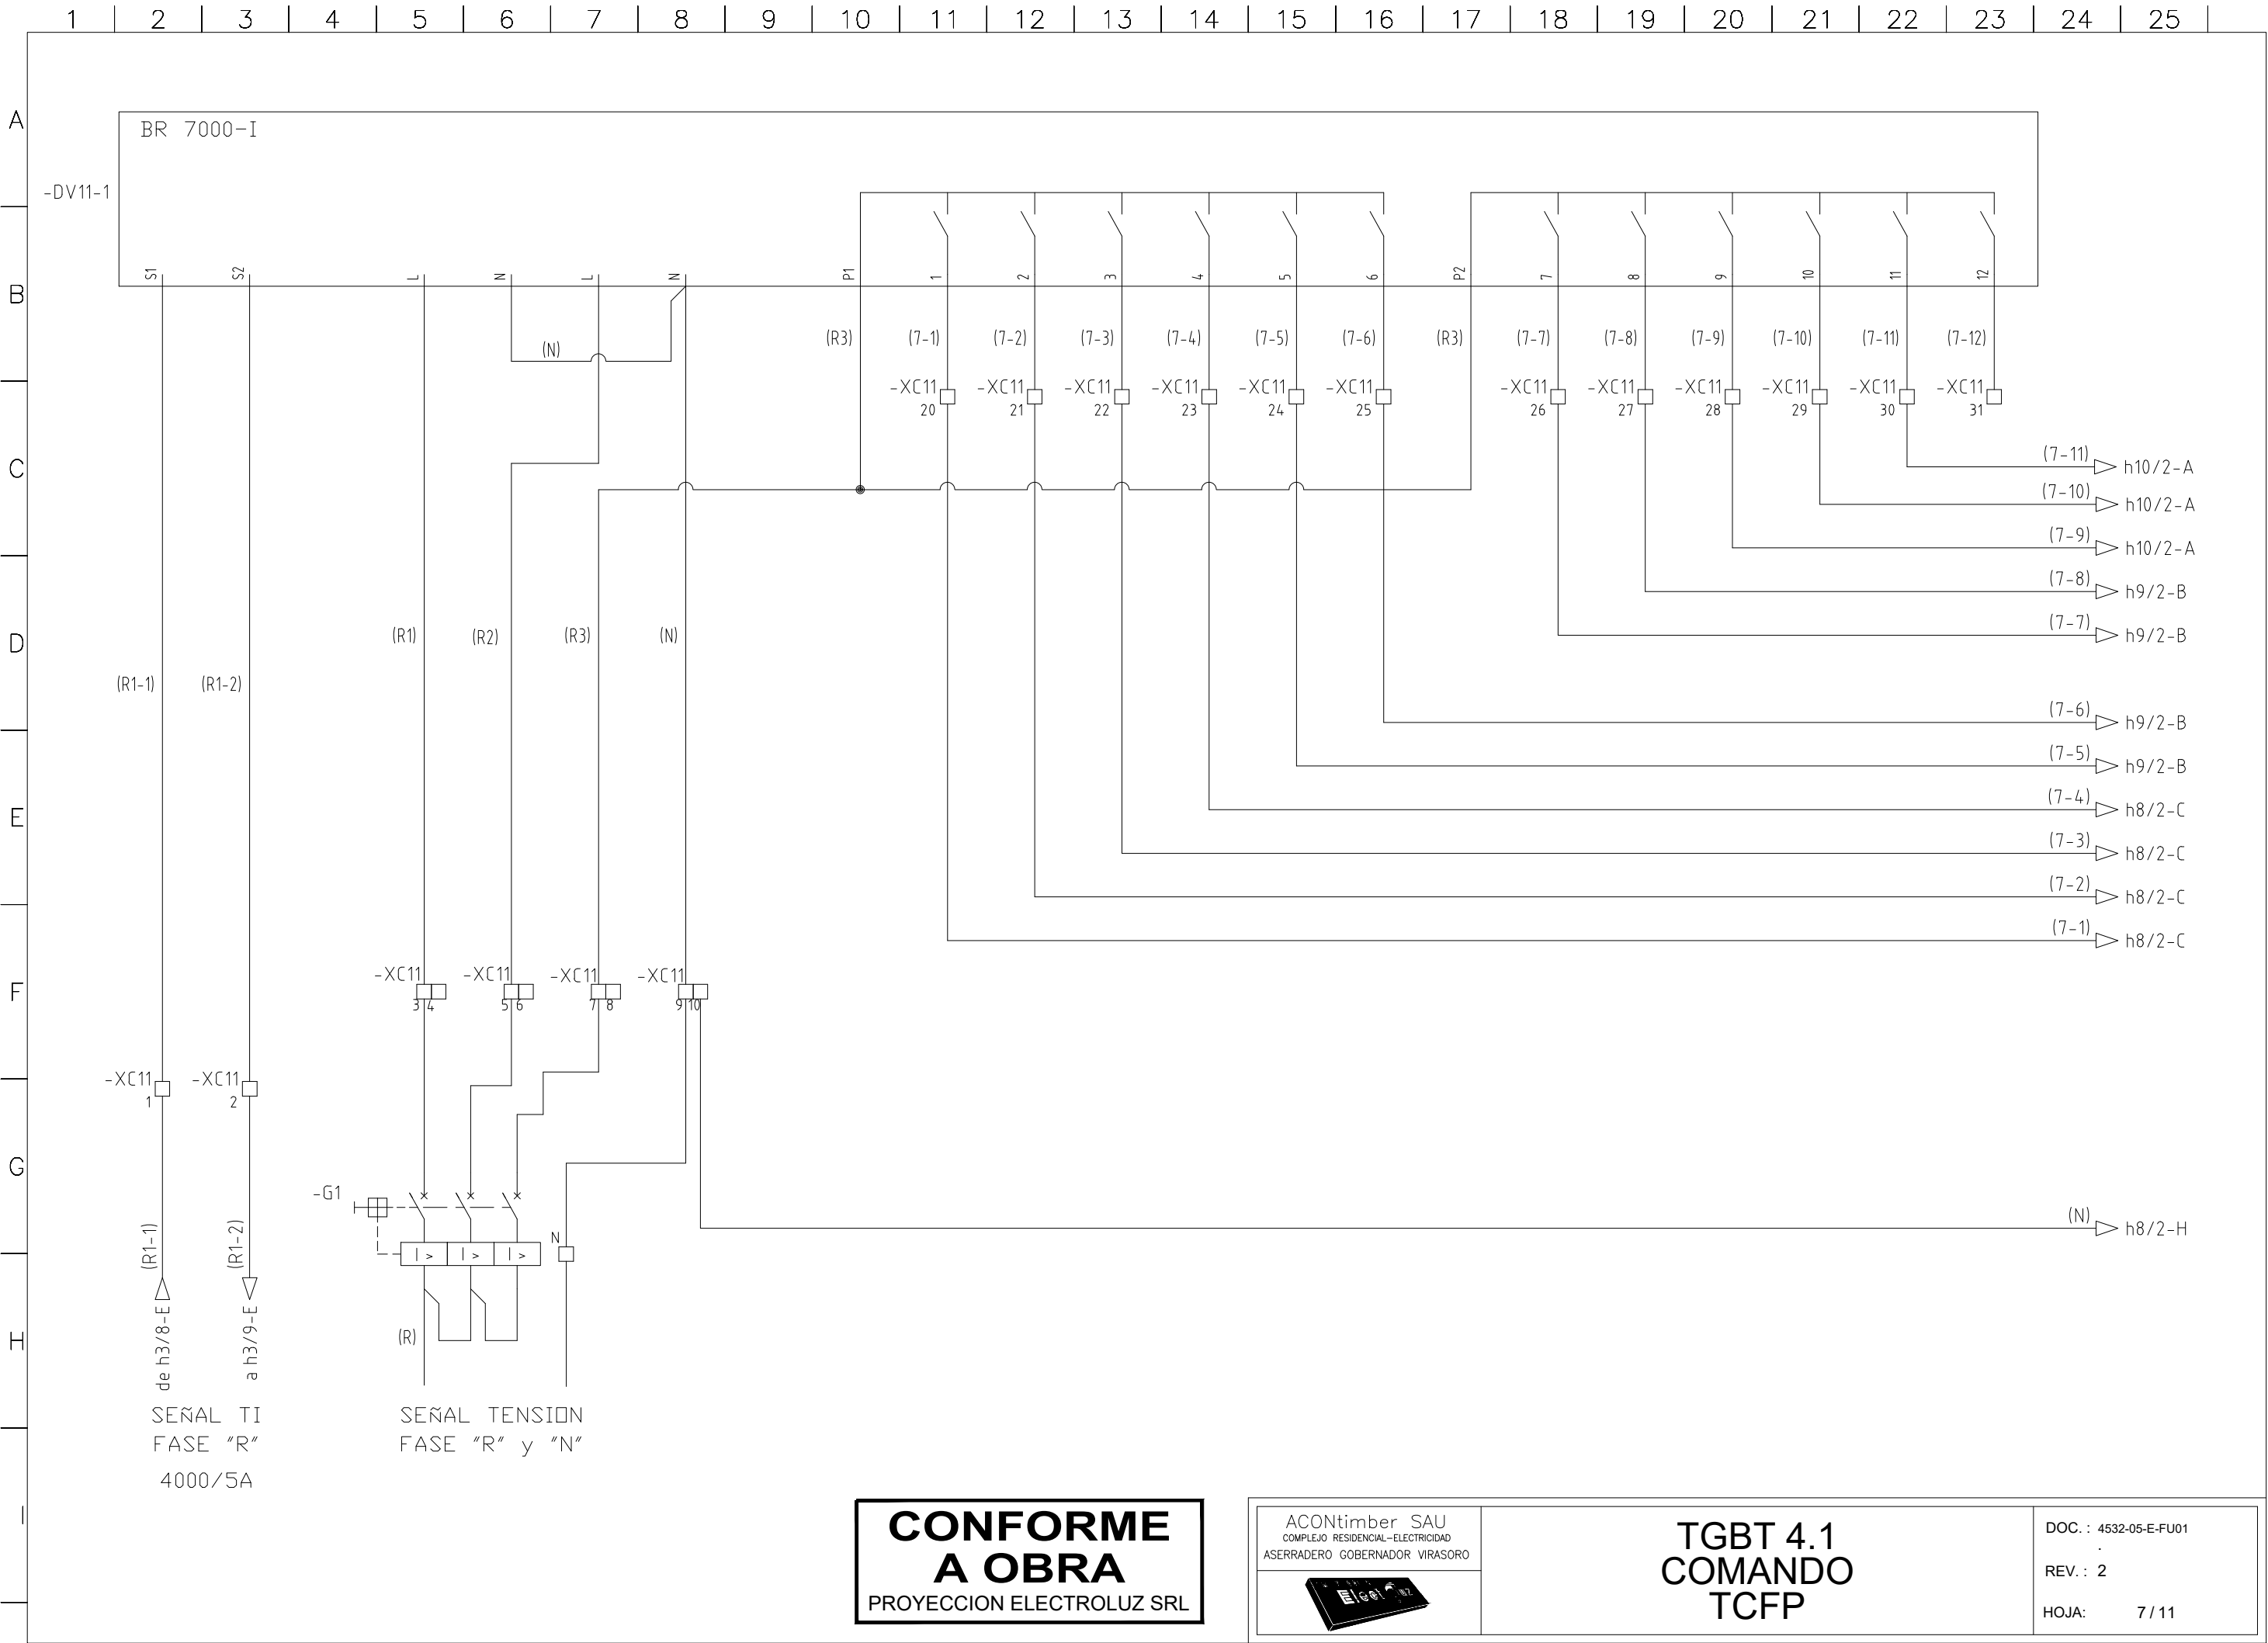 1 2 3 4 5 6 7 8 9 10 11 12 13 14 15 16 17 18 19 20 21 22 23 24 25
A
BR 7000-I
-DV11-1
B
S1 S2 L N L N P1 1 2 3 4 5 6 P2 7 8 9 10 11 12
(N) (R3) (7-1) (7-2) (7-3) (7-4) (7-5) (7-6) (R3) (7-7) (7-8) (7-9) (7-10) (7-11) (7-12)
-XC11 -XC11 -XC11 -XC11 -XC11 -XC11 -XC11 -XC11 -XC11 -XC11 -XC11 -XC11
20 21 22 23 24 25 26 27 28 29 30 31
C
(7-11) h10/2-A
(7-10) h10/2-A
(7-9) h10/2-A
(7-8) h9/2-B
D
(R1) (R2) (R3) (N)
(7-7) h9/2-B
(R1-1) (R1-2)
(7-6) h9/2-B
(7-5) h9/2-B
E
(7-4) h8/2-C
(7-3) h8/2-C
(7-2) h8/2-C
(7-1) h8/2-C
F
-XC11 -XC11 -XC11 -XC11
3 4 5 6 7 8 9 10
-XC11 -XC11
1 2
G
-G1
(R1-1) (R1-2)
N
(N) h8/2-H
I > I > I >
H
de h3/8-E a h3/9-E
(R)
SEÑAL TI
FASE "R"
4000/5A
SEÑAL TENSION
FASE "R" y "N"
I
CONFORME
A OBRA
PROYECCION ELECTROLUZ SRL
ACONtimber SAU
COMPLEJO RESIDENCIAL-ELECTRICIDAD
ASERRADERO GOBERNADOR VIRASORO
TGBT 4.1
COMANDO
TCFP
DOC. : 4532-05-E-FU01
.
REV. : 2
HOJA: 7 / 11